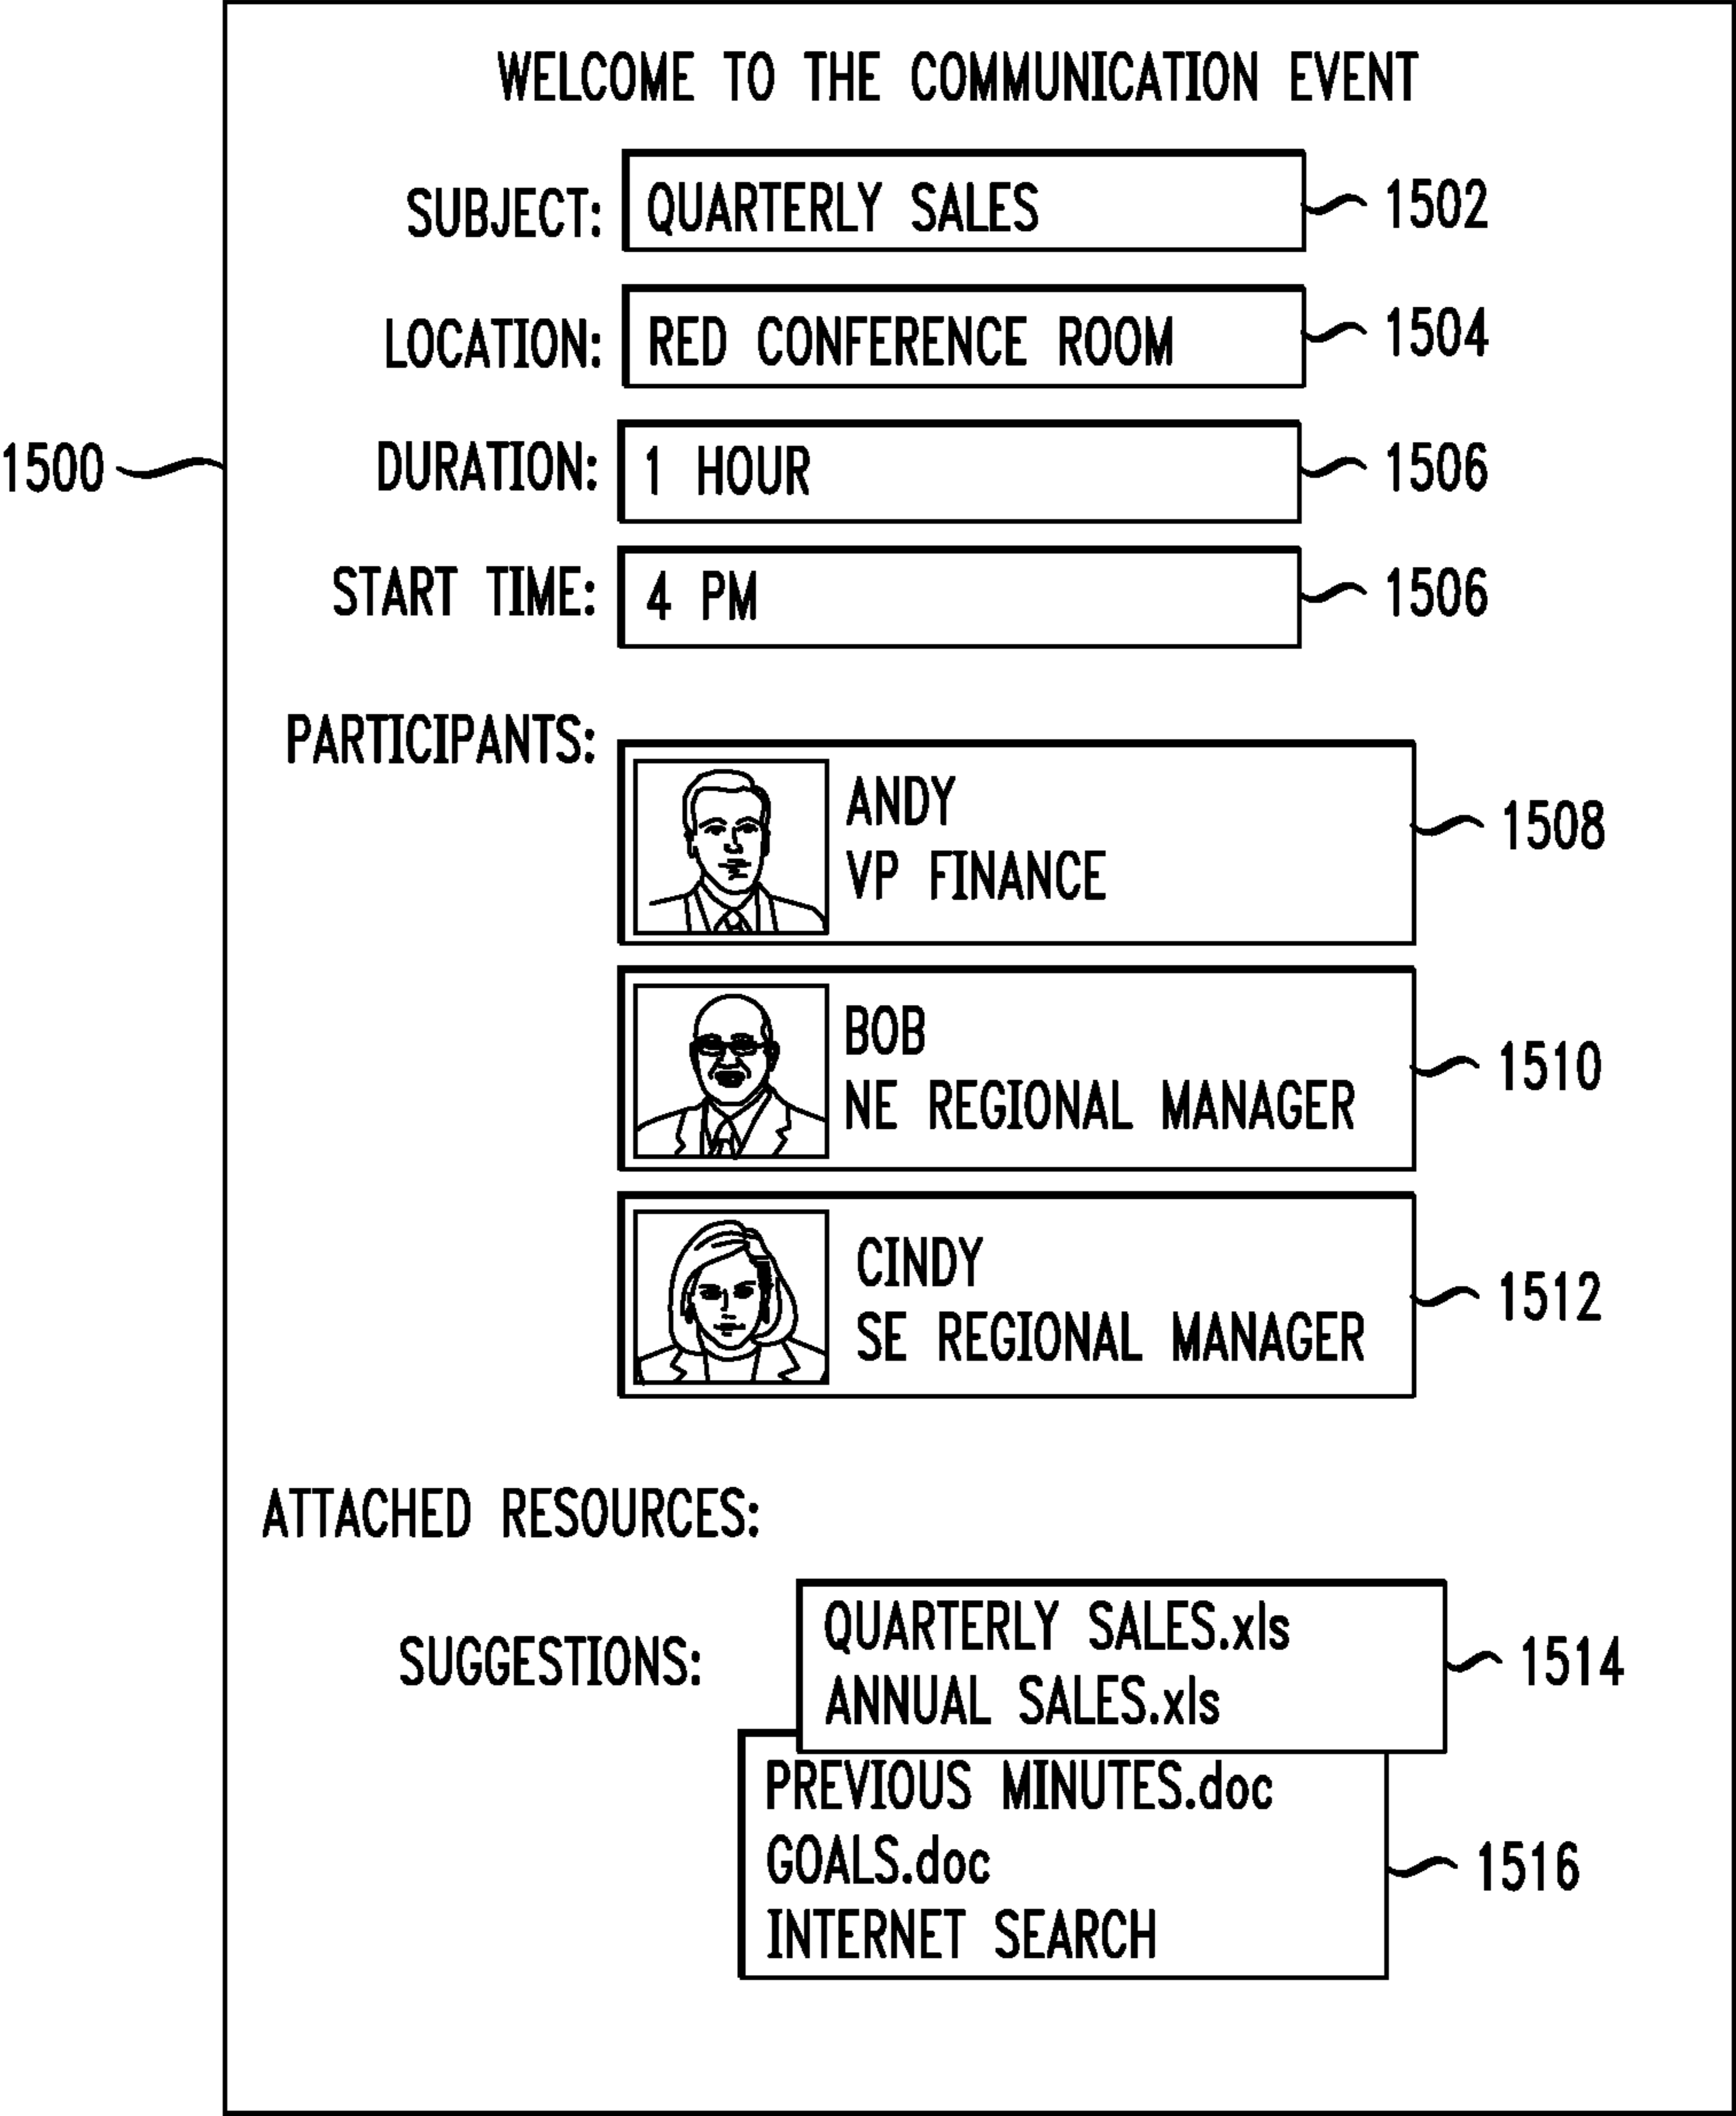 WELCOME TO THE COMMUNICATION EVENT
SUBJECT: QUARTERLY SALES 1502
LOCATION: RED CONFERENCE ROOM 1504
1500 DURATION: 1 HOUR 1506
START TIME: 4 PM 1506
PARTICIPANTS:
ANDY
VP FINANCE
1508
BOB
NE REGIONAL MANAGER
1510
CINDY
SE REGIONAL MANAGER
1512
ATTACHED RESOURCES:
SUGGESTIONS:
QUARTERLY SALES.xls
ANNUAL SALES.xls
1514
PREVIOUS MINUTES.doc
GOALS.doc
INTERNET SEARCH
1516